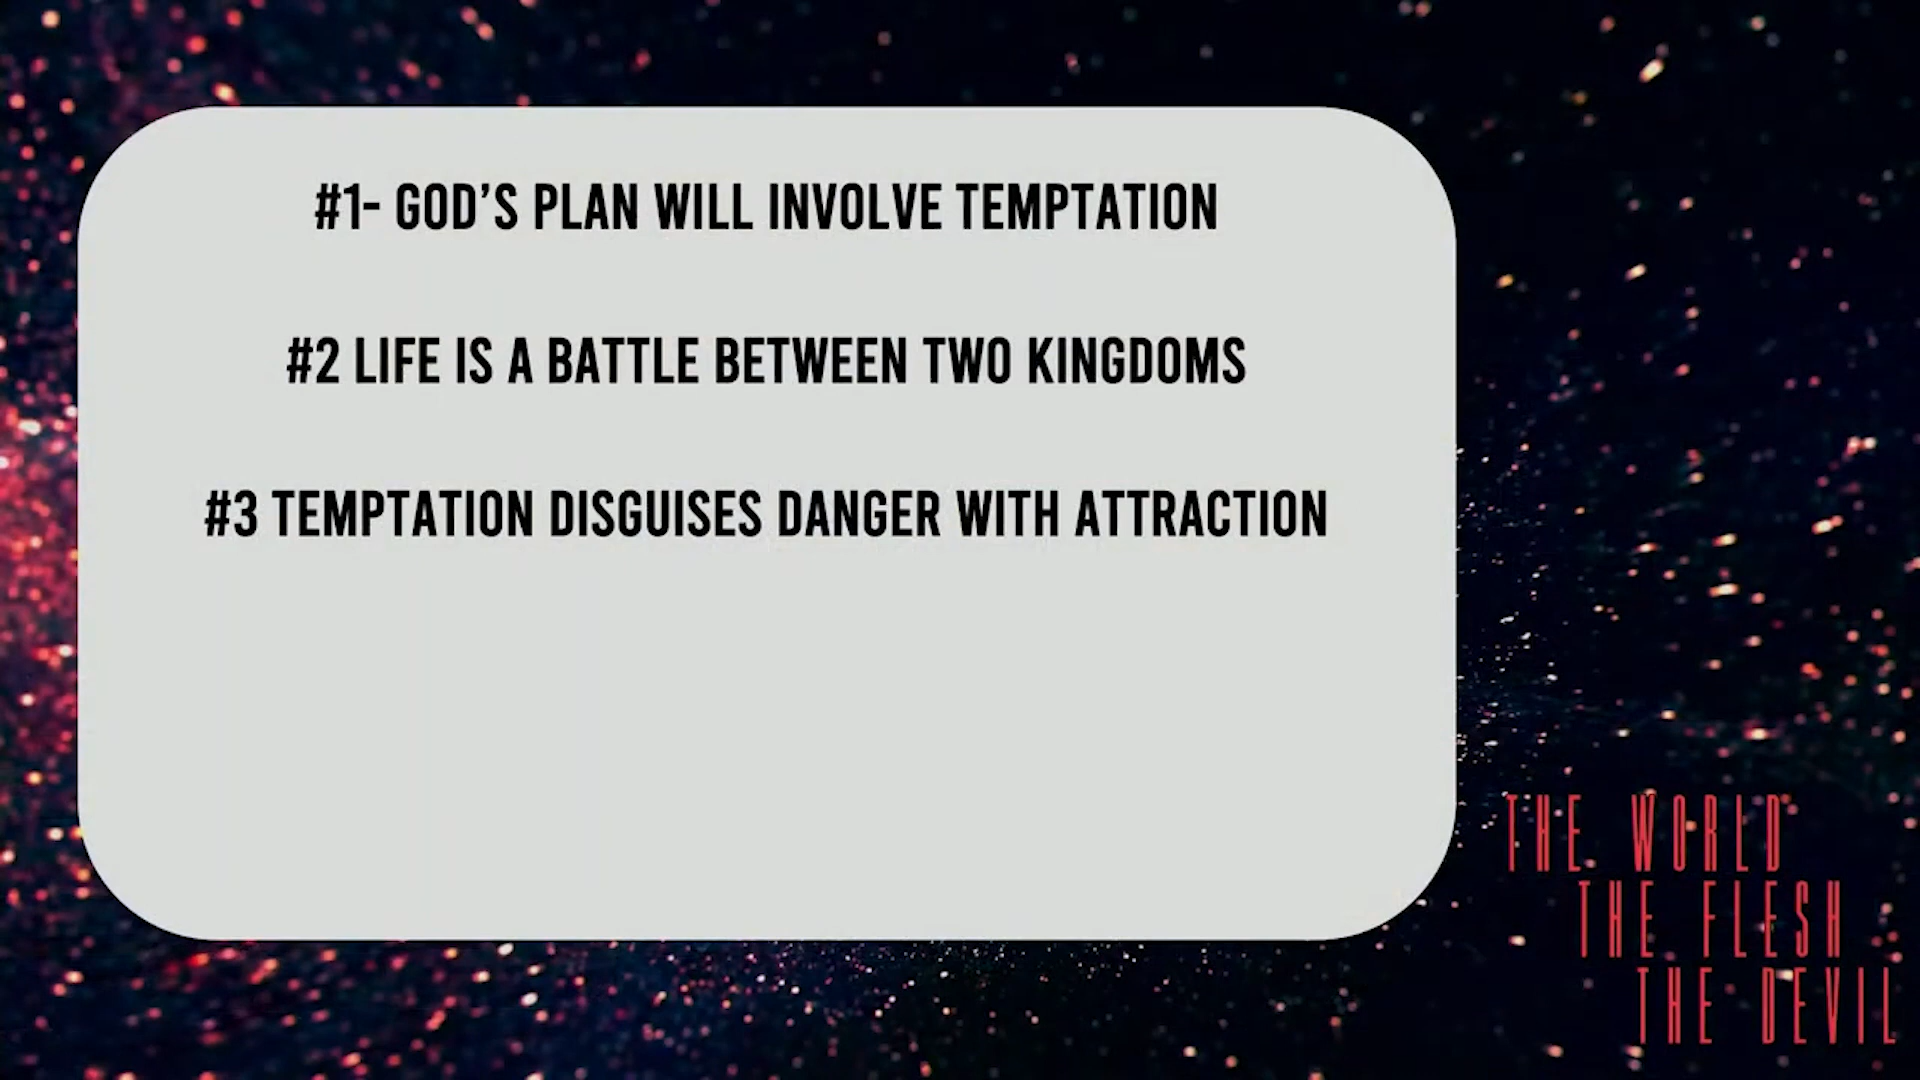 #1- GOD'S PLAN WILL INVOLVE TEMPTATION
#2 LIFE IS A BATTLE BETWEEN TWO KINGDOMS
#3 TEMPTATION DISGUISES DANGER WITH ATTRACTION
THE WORLD
THE FLESH
THE DEVIL